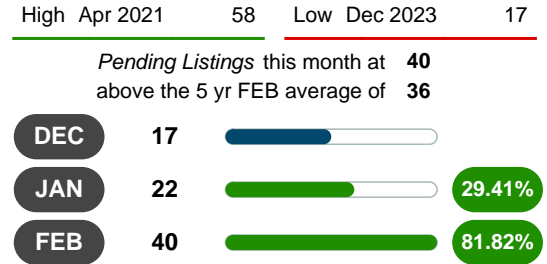 High Apr 2021 58 Low Dec 2023 17
Pending Listings this month at 40
above the 5 yr FEB average of 36
DEC 17
JAN 22 29.41%
FEB 40 81.82%